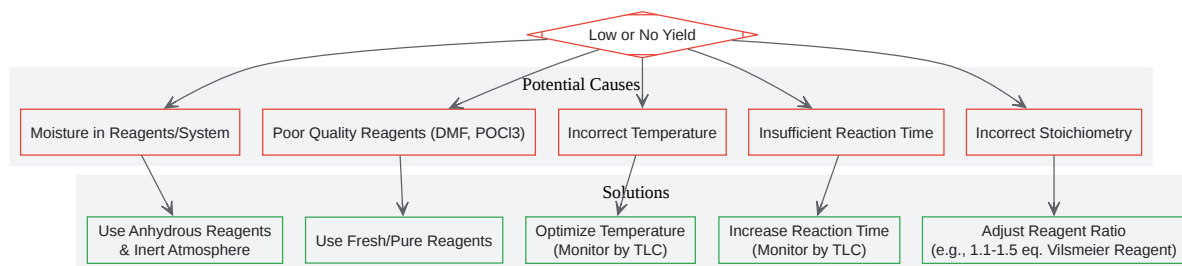 Low or No Yield
Potential Causes
Moisture in Reagents/System
Poor Quality Reagents (DMF, POCl3)
Incorrect Temperature
Insufficient Reaction Time
Incorrect Stoichiometry
Solutions
Use Anhydrous Reagents
& Inert Atmosphere
Use Fresh/Pure Reagents
Optimize Temperature
(Monitor by TLC)
Increase Reaction Time
(Monitor by TLC)
Adjust Reagent Ratio
(e.g., 1.1-1.5 eq. Vilsmeier Reagent)